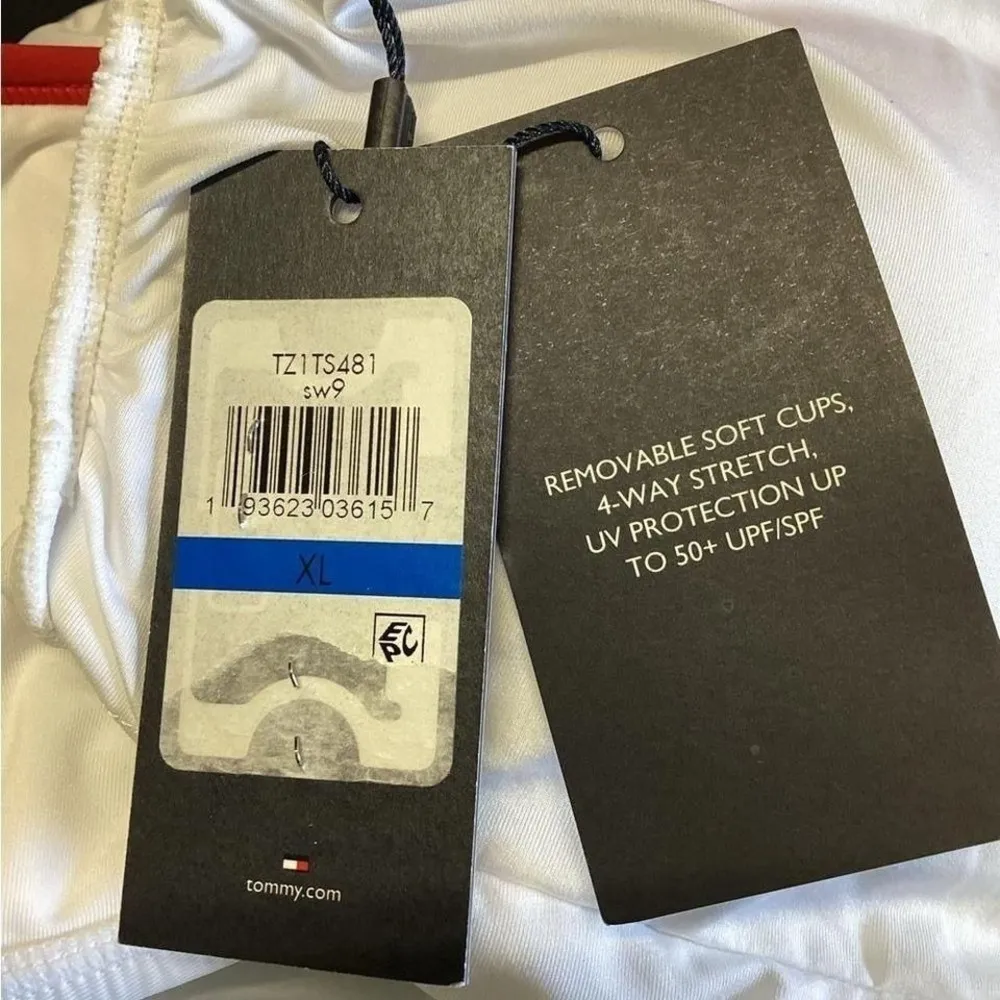 TZ1TS481
sw9
1 93623 03615 7
XL
EPC
tommy.com
REMOVABLE SOFT CUPS,
4-WAY STRETCH,
UV PROTECTION UP
TO 50+ UPF/SPF